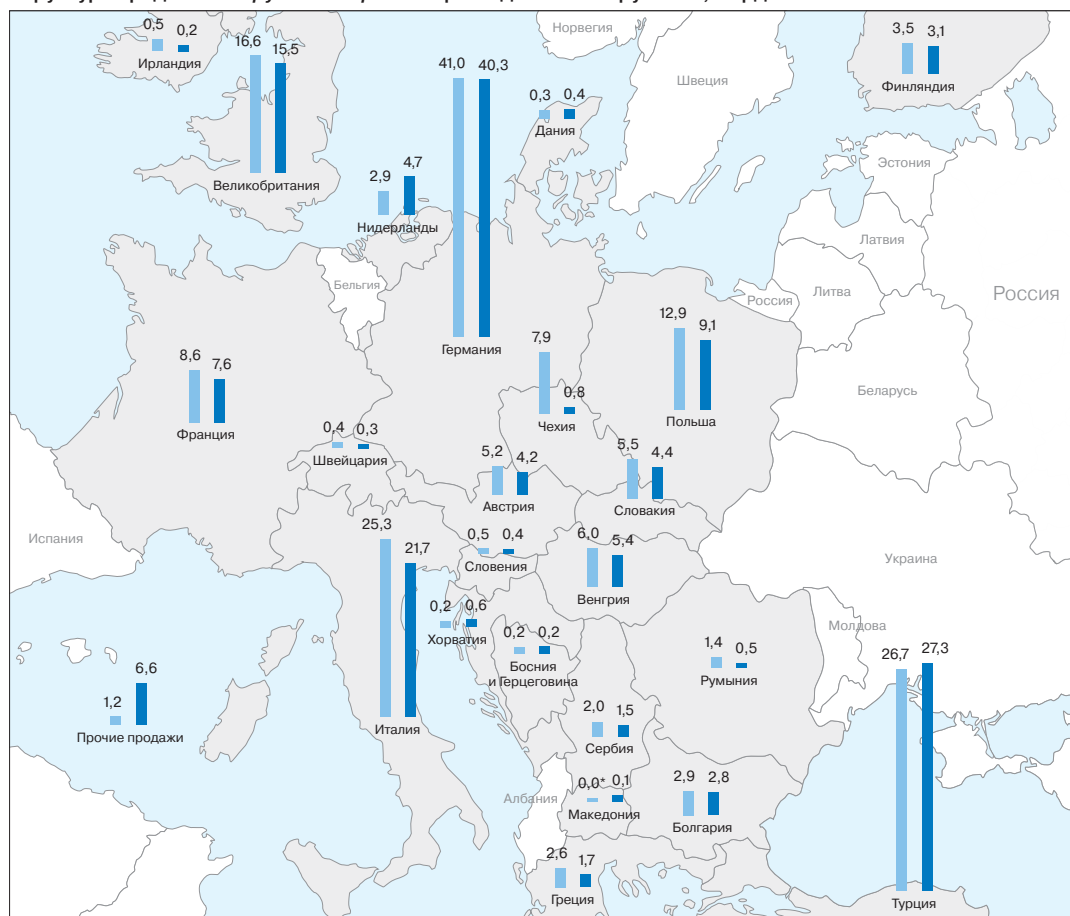 0,5 0,2
Ирландия
16,6 15,5
Великобритания
Норвегия
Швеция
3,5 3,1
Финляндия
41,0 40,3
Германия
0,3 0,4
Дания
2,9 4,7
Нидерланды
Эстония
Латвия
Литва
Россия
Россия
Бельгия
Беларусь
12,9 9,1
Польша
7,9 0,8
Чехия
8,6 7,6
Франция
0,4 0,3
Швейцария
5,2 4,2
Австрия
5,5 4,4
Словакия
Испания
25,3 21,7
Италия
0,5 0,4
Словения
6,0 5,4
Венгрия
Украина
Молдова
0,2 0,6
Хорватия
0,2 0,2
Босния
и Герцеговина
1,4 0,5
Румыния
26,7 27,3
Турция
1,2 6,6
Прочие продажи
2,0 1,5
Сербия
Албания
0,0* 0,1
Македония
2,9 2,8
Болгария
2,6 1,7
Греция